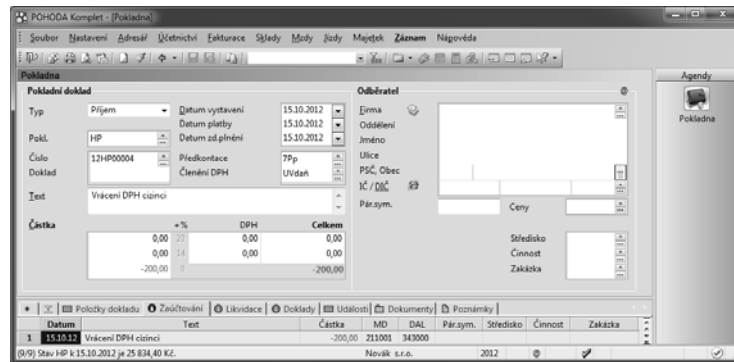 POHODA Komplet - [Pokladna]
Soubor Nastavení Adresář Účetnictví Fakturace Sklady Mzdy Jízdy Majetek Záznam Nápověda
Pokladna
Agendy
Pokladna
Pokladní doklad
Typ Příjem
Pokl. HP
Číslo 12HP00004
Doklad
Datum vystavení 15.10.2012
Datum platby 15.10.2012
Datum zd.plnění 15.10.2012
Předkontace 7Pp
Členění DPH UVdaň
Text Vrácení DPH cizinci
Částka +% DPH Celkem
0,00 20 0,00 0,00
0,00 14 0,00 0,00
-200,00 0 -200,00
Odběratel
Firma
Oddělení
Jméno
Ulice
PSČ, Obec
IČ / DIČ
Pár.sym. Ceny
Středisko
Činnost
Zakázka
Položky dokladu Zaúčtování Likvidace Doklady Události Dokumenty Poznámky
Datum Text Částka MD DAL Pár.sym. Středisko Činnost Zakázka
1 15.10.12 Vrácení DPH cizinci -200,00 211001 343000
(9/9) Stav HP k 15.10.2012 je 25 834,40 Kč. Novák s.r.o. 2012 @